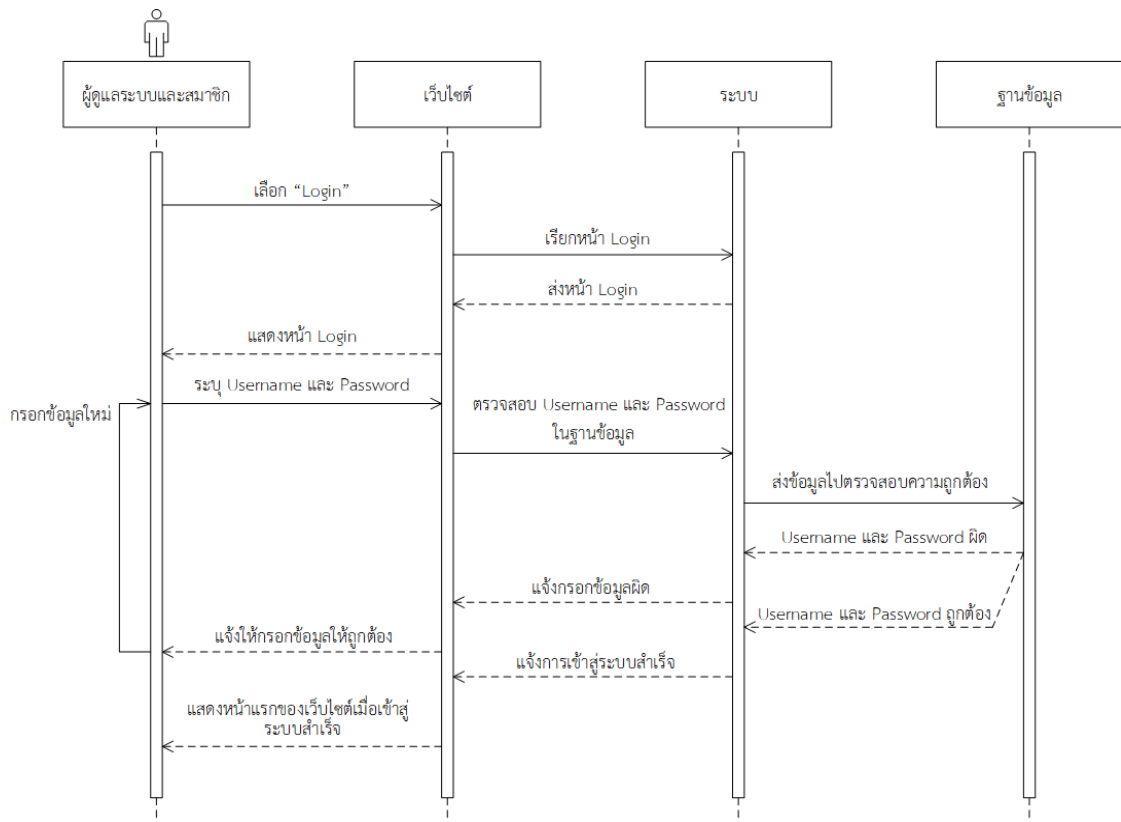 ผู้ดูแลระบบและสมาชิก
เว็บไซต์
ระบบ
ฐานข้อมูล
เลือก “Login”
เรียกหน้า Login
ส่งหน้า Login
แสดงหน้า Login
ระบุ Username และ Password
กรอกข้อมูลใหม่
ตรวจสอบ Username และ Password
ในฐานข้อมูล
ส่งข้อมูลไปตรวจสอบความถูกต้อง
Username และ Password ผิด
แจ้งกรอกข้อมูลผิด
Username และ Password ถูกต้อง
แจ้งให้กรอกข้อมูลให้ถูกต้อง
แจ้งการเข้าสู่ระบบสำเร็จ
แสดงหน้าแรกของเว็บไซต์เมื่อเข้าสู่
ระบบสำเร็จ